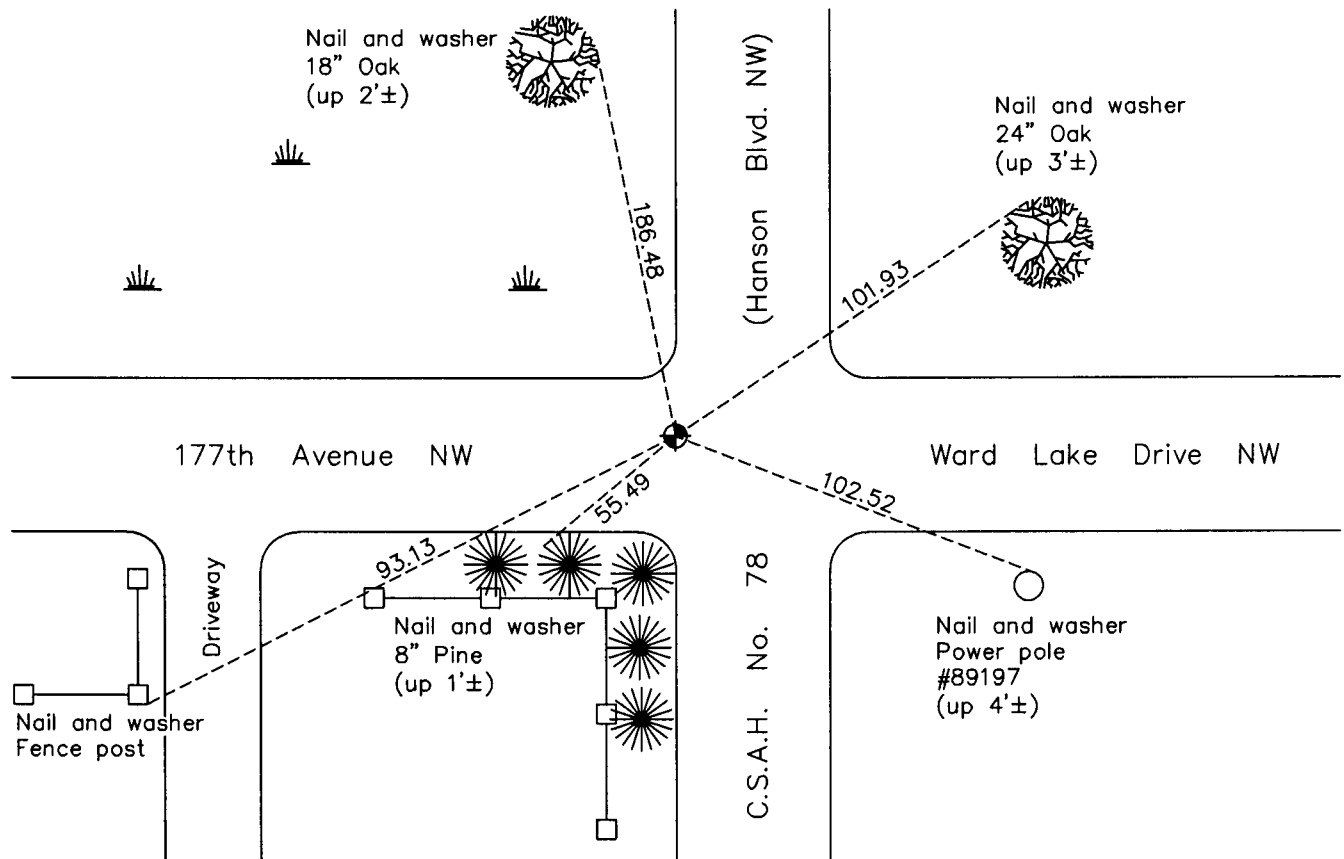 Nail and washer
18" Oak
(up 2'±)
(Hanson Blvd. NW)
Nail and washer
24" Oak
(up 3'±)
186.48
101.93
177th Avenue NW
Ward Lake Drive NW
55.49
102.52
93.13
Driveway
Nail and washer
8" Pine
(up 1'±)
C.S.A.H. No. 78
Nail and washer
Power pole
#89197
(up 4'±)
Nail and washer
Fence post